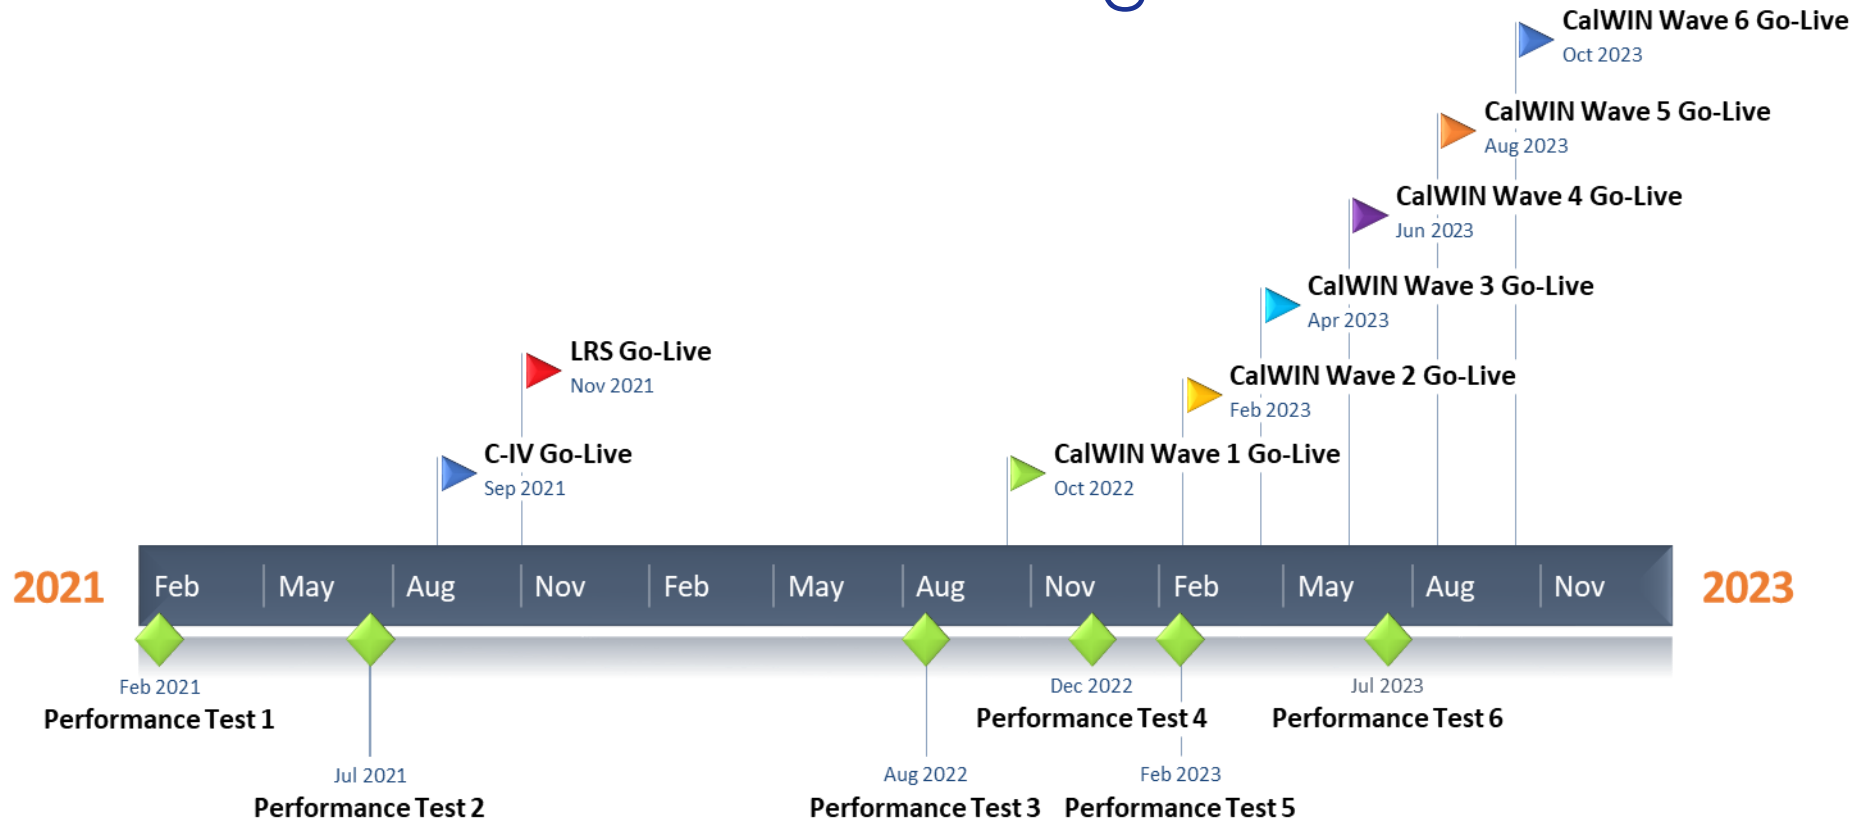 CalWIN Wave 6 Go-Live
Oct 2023
CalWIN Wave 5 Go-Live
Aug 2023
CalWIN Wave 4 Go-Live
Jun 2023
CalWIN Wave 3 Go-Live
Apr 2023
LRS Go-Live
Nov 2021
CalWIN Wave 2 Go-Live
Feb 2023
C-IV Go-Live
Sep 2021
CalWIN Wave 1 Go-Live
Oct 2022
2021 Feb May Aug Nov Feb May Aug Nov Feb May Aug Nov 2023
Feb 2021
Performance Test 1
Dec 2022
Performance Test 4
Jul 2023
Performance Test 6
Jul 2021
Performance Test 2
Aug 2022
Performance Test 3
Feb 2023
Performance Test 5